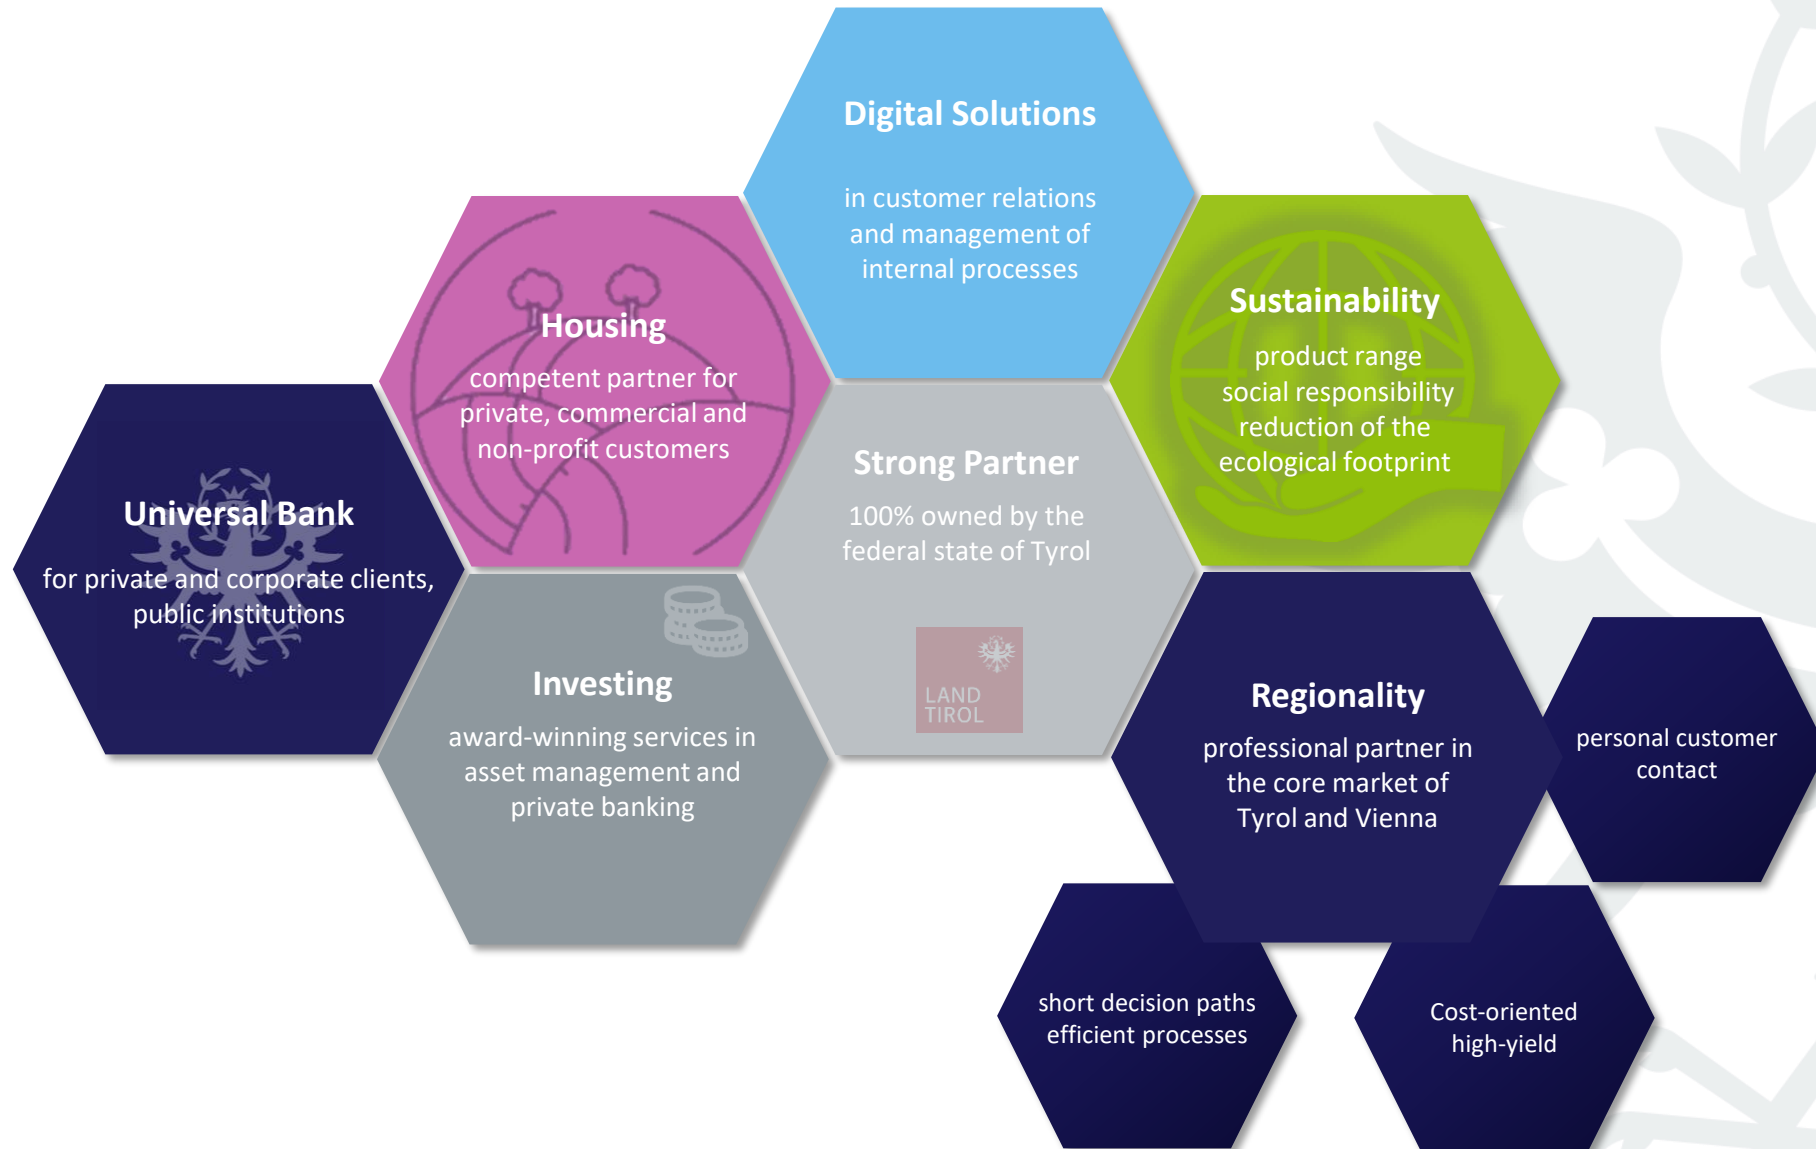 Digital Solutions
in customer relations
and management of
internal processes
Housing
competent partner for
private, commercial and
non-profit customers
Sustainability
product range
social responsibility
reduction of the
ecological footprint
Universal Bank
for private and corporate clients,
public institutions
Strong Partner
100% owned by the
federal state of Tyrol
LAND
TIROL
Investing
award-winning services in
asset management and
private banking
Regionality
professional partner in
the core market of
Tyrol and Vienna
personal customer
contact
short decision paths
efficient processes
Cost-oriented
high-yield